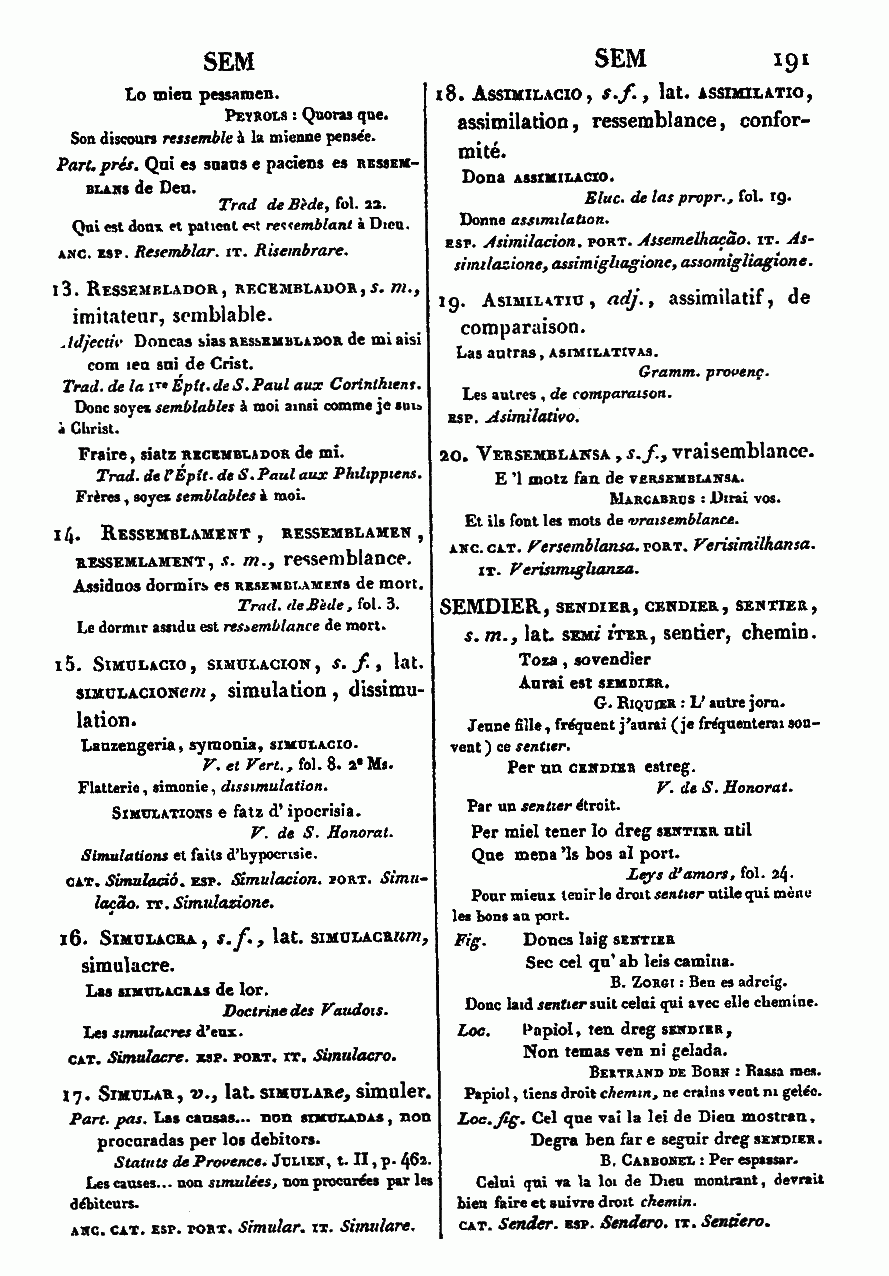 SEM
SEM 191
Lo mieu pessamen.
PEYROLS : Quoras que.
Son discours ressemble à la mienne pensée.
Part. prés. Qui es suaus e paciens es RESSEM-
BLANS de Deu.
Trad de Bède, fol. 22.
Qui est doux et patient est ressemblant à Dieu.
ANC. ESP. Resemblar. IT. Risembrare.
13. RESSEMBLADOR, RECEMBLADOR, s. m.,
imitateur, semblable.
Adjectiv Doncas sias RESSEMBLADOR de mi aisi
com ieu sui de Crist.
Trad. de la Ire Épît. de S. Paul aux Corinthiens.
Donc soyez semblables à moi ainsi comme je suis
à Christ.
Fraire, siatz RECEMBLADOR de mi.
Trad. de l'Épît. de S. Paul aux Philippiens.
Frères, soyez semblables à moi.
14. RESSEMBLAMENT, RESSEMBLAMEN,
RESSEMLAMENT, s. m., ressemblance.
Assiduos dormirs es RESEMBLAMENS de mort.
Trad. de Bède, fol. 3.
Le dormir assidu est ressemblance de mort.
15. SIMULACIO, SIMULACION, s. f., lat.
SIMULACIONem, simulation, dissimu-
lation.
Lauzengeria, symonia, SIMULACIO.
V. et Vert., fol. 8. 2e Ms.
Flatterie, simonie, dissimulation.
SIMULATIONS e fatz d'ipocrisia.
V. de S. Honorat.
Simulations et faits d'hypocrisie.
CAT. Simulació. ESP. Simulacion. PORT. Simu-
lação. IT. Simulazione.
16. SIMULACRA, s. f., lat. SIMULACRum,
simulacre.
Las SIMULACRAS de lor.
Doctrine des Vaudois.
Les simulacres d'eux.
CAT. Simulacre. ESP. PORT. IT. Simulacro.
17. SIMULAR, v., lat. SIMULARe, simuler.
Part. pas. Las causas... non SIMULADAS, non
procuradas per los debitors.
Statuts de Provence. JULIEN, t. II, p. 462.
Les causes... non simulées, non procurées par les
débiteurs.
ANC. CAT. ESP. PORT. Simular. IT. Simulare.
18. ASSIMILACIO, s. f., lat. ASSIMILATIO,
assimilation, ressemblance, confor-
mité.
Dona ASSIMILACIO.
Eluc. de las propr., fol. 19.
Donne assimilation.
ESP. Asimilacion. PORT. Assemelhação. IT. As-
similazione, assimigliagione, assomigliagione.
19. ASIMILATIU, adj., assimilatif, de
comparaison.
Las autras, ASIMILATIVAS.
Gramm. provenç.
Les autres, de comparaison.
ESP. Asimilativo.
20. VERSEMBLANSA, s. f., vraisemblance.
E 'l motz fan de VERSEMBLANSA.
MARCABRUS : Dirai vos.
Et ils font les mots de vraisemblance.
ANC. CAT. Versemblansa. PORT. Verisimilhansa.
IT. Verisimiglianza.
SEMDIER, SENDIER, CENDIER, SENTIER,
s. m., lat. SEMi iTER, sentier, chemin.
Toza, sovendier
Aurai est SEMDIER.
G. RIQUIER : L'autre jorn.
Jeune fille, fréquent j'aurai (je fréquenterai sou-
vent) ce sentier.
Per un CENDIER estreg.
V. de S. Honorat.
Par un sentier étroit.
Per miel tener lo dreg SENTIER util
Que mena 'ls bos al port.
Leys d'amors, fol. 24.
Pour mieux tenir le droit sentier utile qui mène
les bons au port.
Fig. Doncs laig SENTIER
Sec cel qu'ab leis camina.
B. ZORGI : Ben es adreig.
Donc laid sentier suit celui qui avec elle chemine.
Loc. Papiol, ten dreg SENDIER,
Non temas ven ni gelada.
BERTRAND DE BORN : Rassa mes.
Papiol, tiens droit chemin, ne crains vent ni gelée.
Loc. fig. Cel que vai la lei de Dieu mostran,
Degra ben far e seguir dreg SENDIER.
B. CARBONEL : Per espassar.
Celui qui va la loi de Dieu montrant, devrait
bien faire et suivre droit chemin.
CAT. Sender. ESP. Sendero. IT. Sentiero.